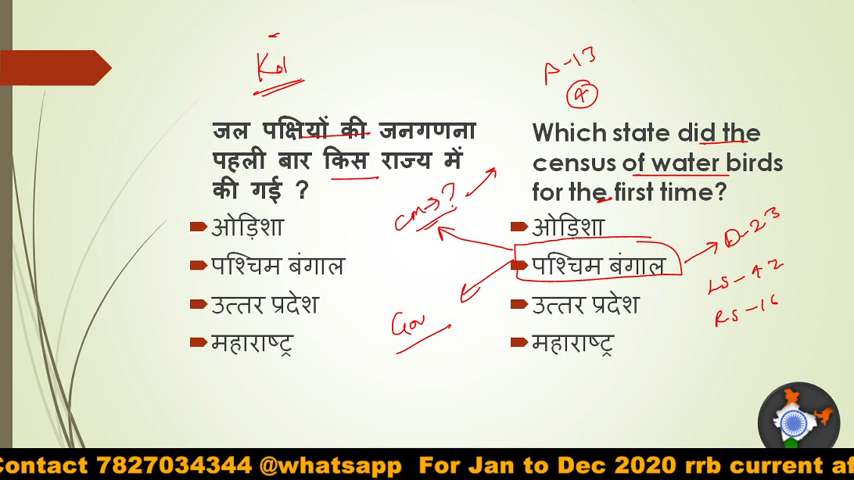 Kol
A-13
4
जल पक्षियों की जनगणना
पहली बार किस राज्य में
की गई ?
ओड़िशा
पश्चिम बंगाल
उत्तर प्रदेश
महाराष्ट्र
Which state did the
census of water birds
for the first time?
ओड़िशा
पश्चिम बंगाल
उत्तर प्रदेश
महाराष्ट्र
cm→?
Gov
D-23
LS-42
RS-16
Contact 7827034344 @whatsapp For Jan to Dec 2020 rrb current af